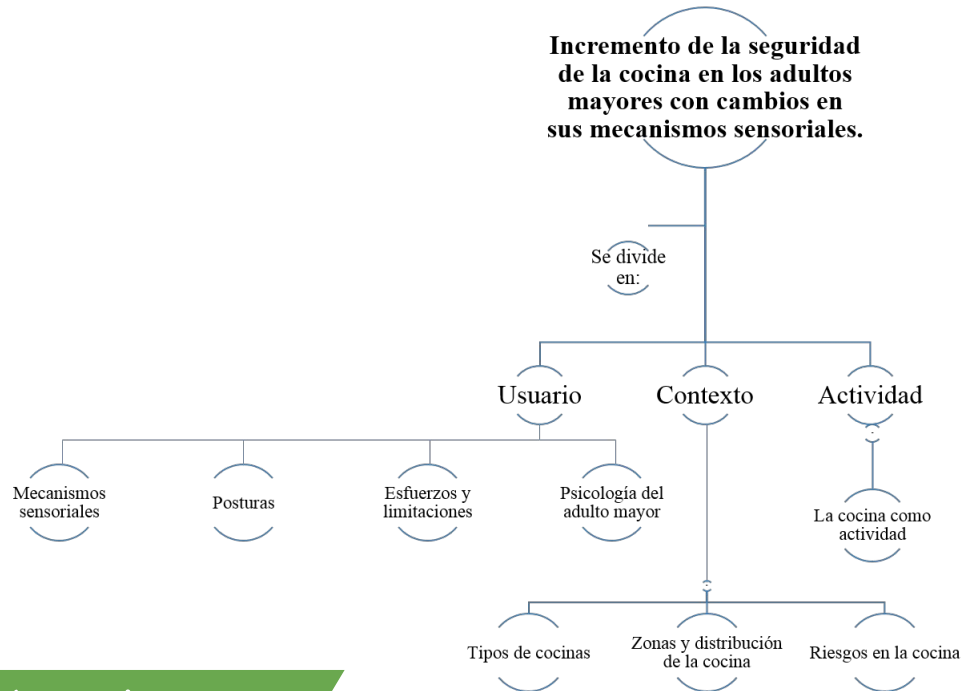 Incremento de la seguridad
de la cocina en los adultos
mayores con cambios en
sus mecanismos sensoriales.
Se divide
en:
Usuario
Contexto
Actividad
Mecanismos
sensoriales
Posturas
Esfuerzos y
limitaciones
Psicología del
adulto mayor
La cocina como
actividad
Tipos de cocinas
Zonas y distribución
de la cocina
Riesgos en la cocina